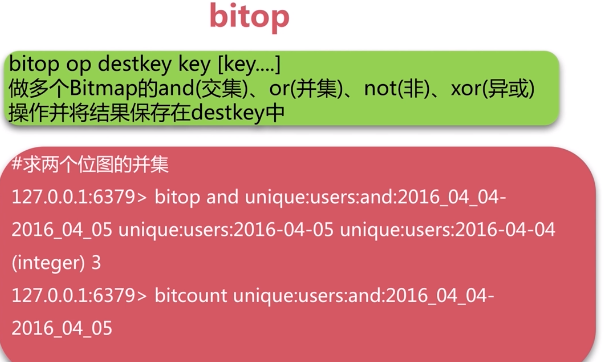 bitop
bitop op destkey key [key....]
做多个Bitmap的and(交集)、or(并集)、not(非)、xor(异或)
操作并将结果保存在destkey中
#求两个位图的并集
127.0.0.1:6379> bitop and unique:users:and:2016_04_04-
2016_04_05 unique:users:2016-04-05 unique:users:2016-04-04
(integer) 3
127.0.0.1:6379> bitcount unique:users:and:2016_04_04-
2016_04_05